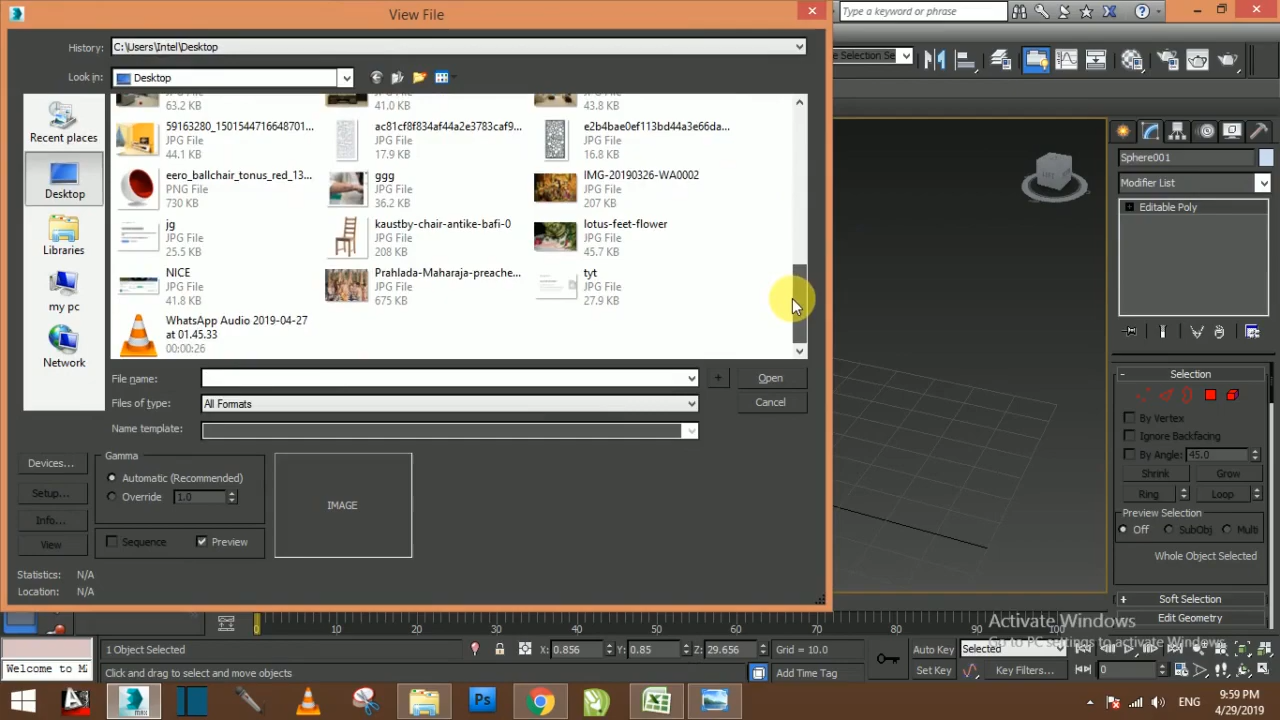 View File
Type a keyword or phrase
History:
C:\Users\Intel\Desktop
Look in:
Desktop
Selection Se
63.2 KB
41.0 KB
43.8 KB
59163280_1501544716648701...
JPG File
44.1 KB
ac81cf8f834af44a2e3783caf9...
JPG File
17.9 KB
e2b4bae0ef113bd44a3e66da...
JPG File
16.8 KB
eero_ballchair_tonus_red_13...
PNG File
730 KB
ggg
JPG File
36.2 KB
IMG-20190326-WA0002
JPG File
207 KB
jg
JPG File
25.5 KB
kaustby-chair-antike-bafi-0
JPG File
208 KB
lotus-feet-flower
JPG File
45.7 KB
NICE
JPG File
41.8 KB
Prahlada-Maharaja-preache...
JPG File
675 KB
tyt
JPG File
27.9 KB
WhatsApp Audio 2019-04-27
at 01.45.33
00:00:26
Recent places
Desktop
Libraries
my pc
Network
File name:
+
Open
Files of type:
All Formats
Cancel
Name template:
Devices...
Setup...
Info...
View
Gamma
Automatic (Recommended)
Override
1.0
Sequence
Preview
IMAGE
Statistics:
N/A
Location:
N/A
Sphere001
Modifier List
Editable Poly
Selection
By Vertex
Ignore Backfacing
By Angle:
45.0
Shrink
Grow
Ring
Loop
Preview Selection
Off
SubObj
Multi
Whole Object Selected
Soft Selection
Edit Geometry
0
10
20
30
40
50
60
70
80
90
100
Activate Windows
Go to PC settings to activate Windows.
1 Object Selected
X: 0.856
Y: 0.85
Z: 29.656
Grid = 10.0
Auto Key
Selected
Welcome to M
Click and drag to select and move objects
Add Time Tag
Set Key
Key Filters...
0
Ps
ENG
9:59 PM
4/29/2019